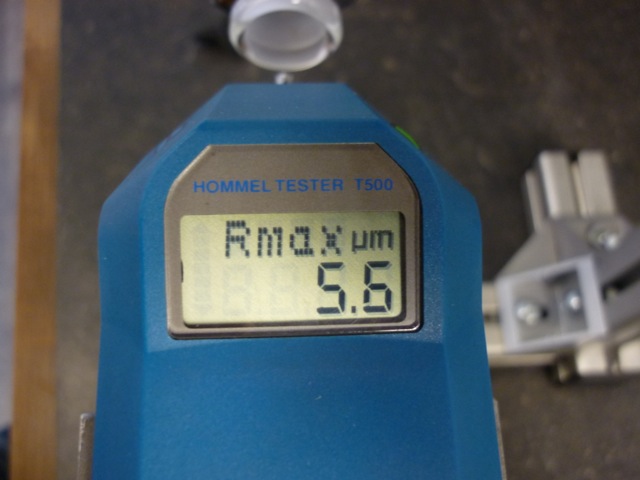 HOMMEL TESTER T500
Rmax µm
5.6